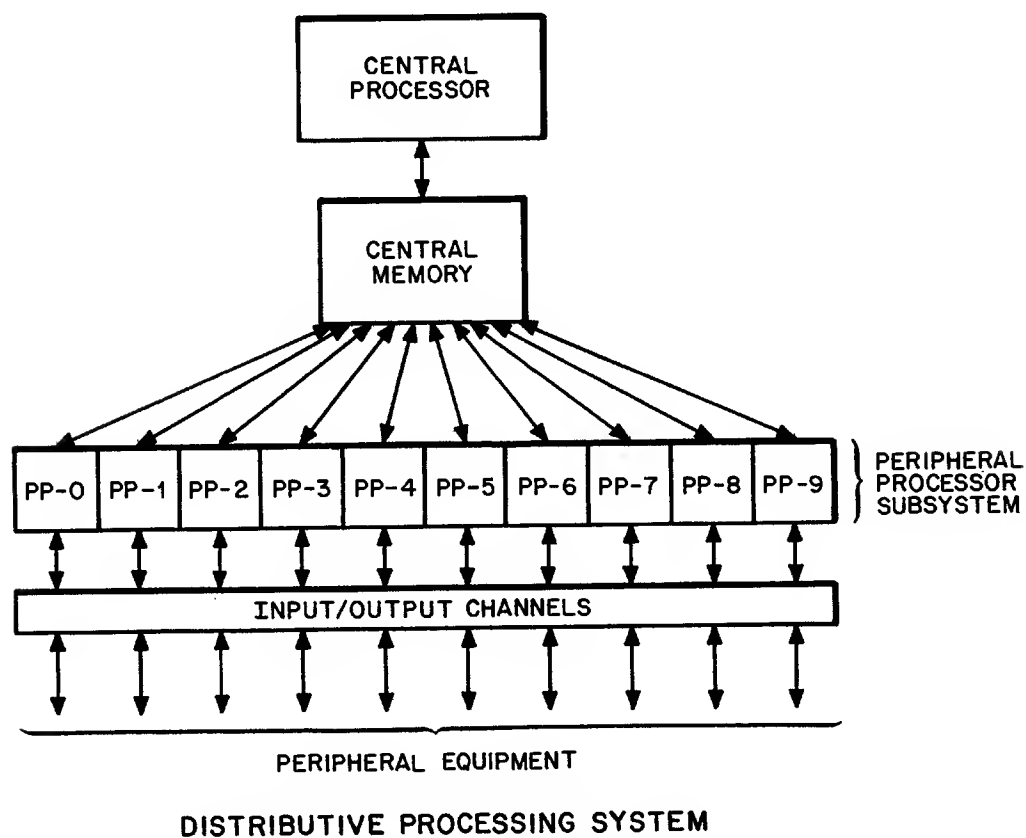 CENTRAL
PROCESSOR
CENTRAL
MEMORY
PP-0 PP-1 PP-2 PP-3 PP-4 PP-5 PP-6 PP-7 PP-8 PP-9
PERIPHERAL
PROCESSOR
SUBSYSTEM
INPUT/OUTPUT CHANNELS
PERIPHERAL EQUIPMENT
DISTRIBUTIVE PROCESSING SYSTEM